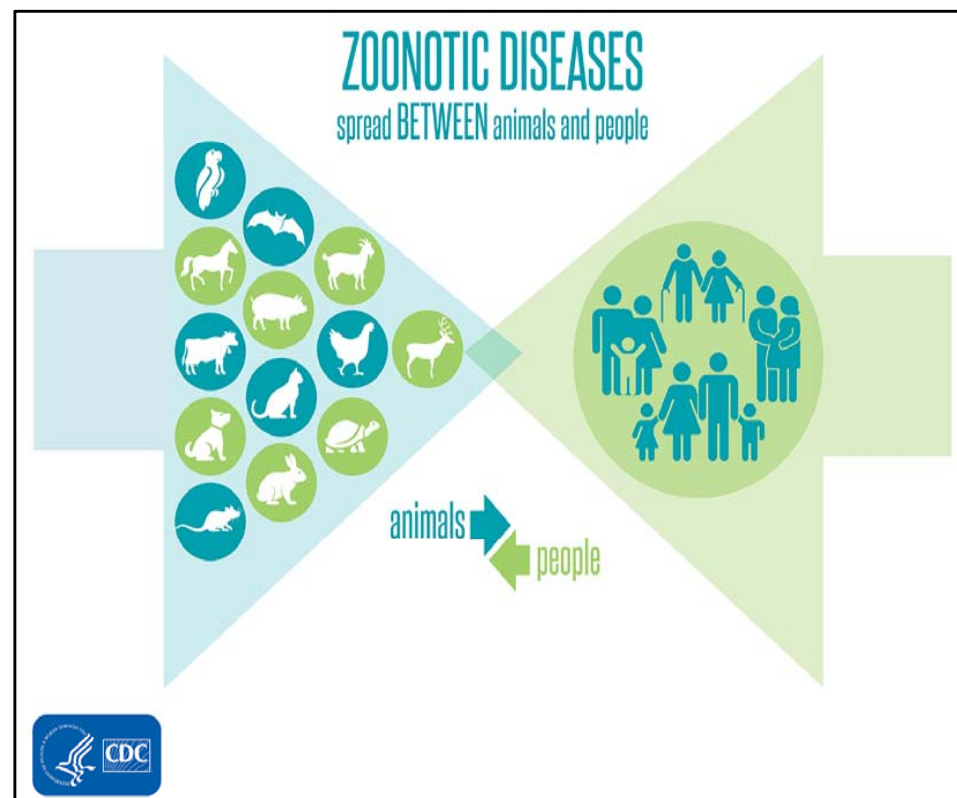 ZOONOTIC DISEASES
spread BETWEEN animals and people
animals
people
CDC